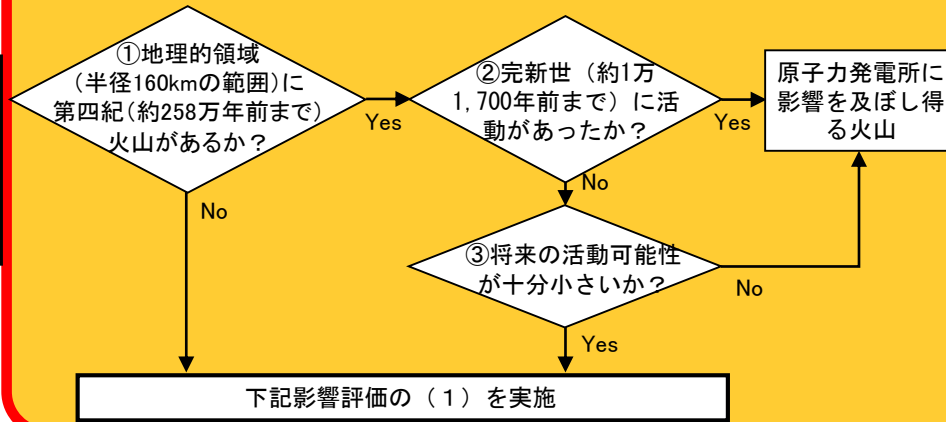 ①地理的領域
(半径160kmの範囲)に
第四紀(約258万年前まで)
火山があるか？
Yes
No
②完新世（約1万
1,700年前まで）に活
動があったか？
Yes
No
原子力発電所に
影響を及ぼし得
る火山
③将来の活動可能性
が十分小さいか？
No
Yes
下記影響評価の（１）を実施